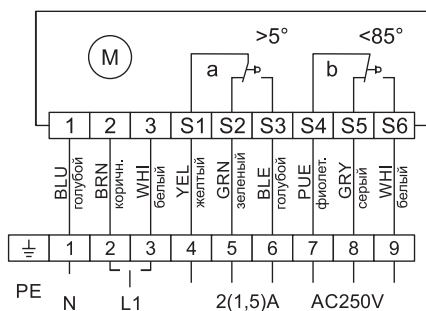 >5° <85°
M a b
1 2 3 S1 S2 S3 S4 S5 S6
BLU голубой
BRN коричн.
WHI белый
YEL желтый
GRN зеленый
BLE голубой
PUE фиолет.
GRY серый
WHI белый
1 2 3 4 5 6 7 8 9
PE N L1 2(1,5)A AC250V